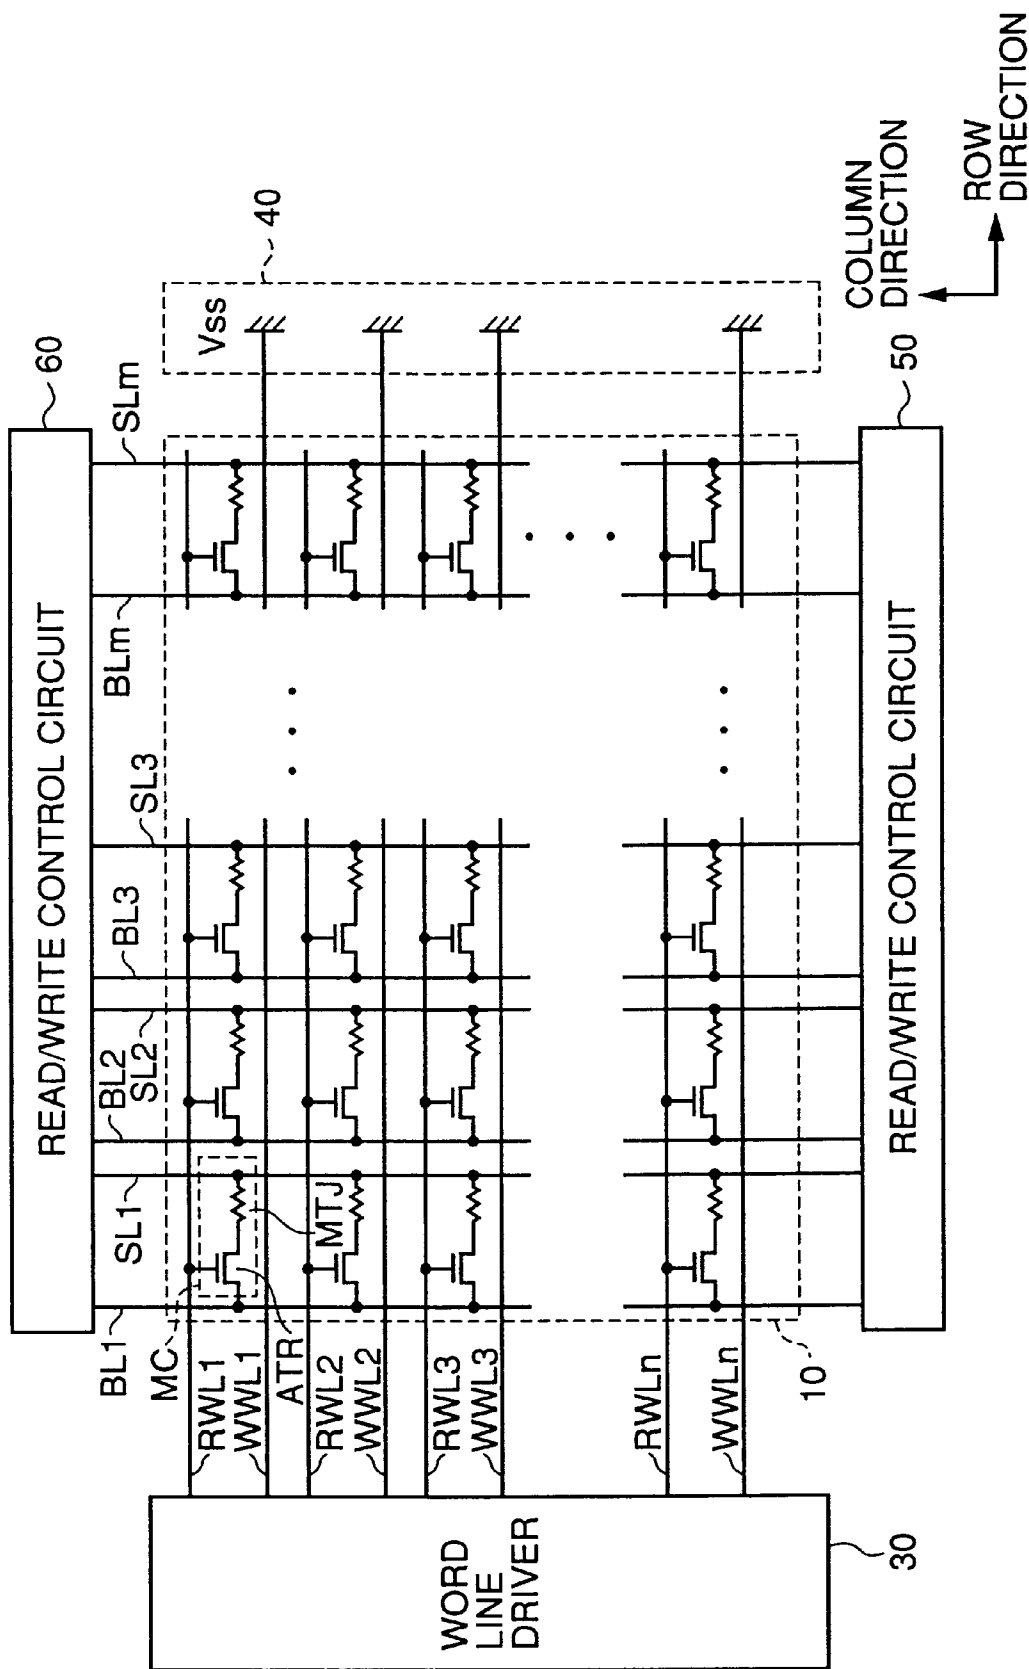 READ/WRITE CONTROL CIRCUIT
60
BL1
SL1
BL2
SL2
BL3
SL3
BLm
SLm
40
Vss
MC
RWL1
WWL1
ATR
MTJ
RWL2
WWL2
RWL3
WWL3
RWLn
WWLn
10
WORD
LINE
DRIVER
30
READ/WRITE CONTROL CIRCUIT
50
COLUMN
DIRECTION
ROW
DIRECTION